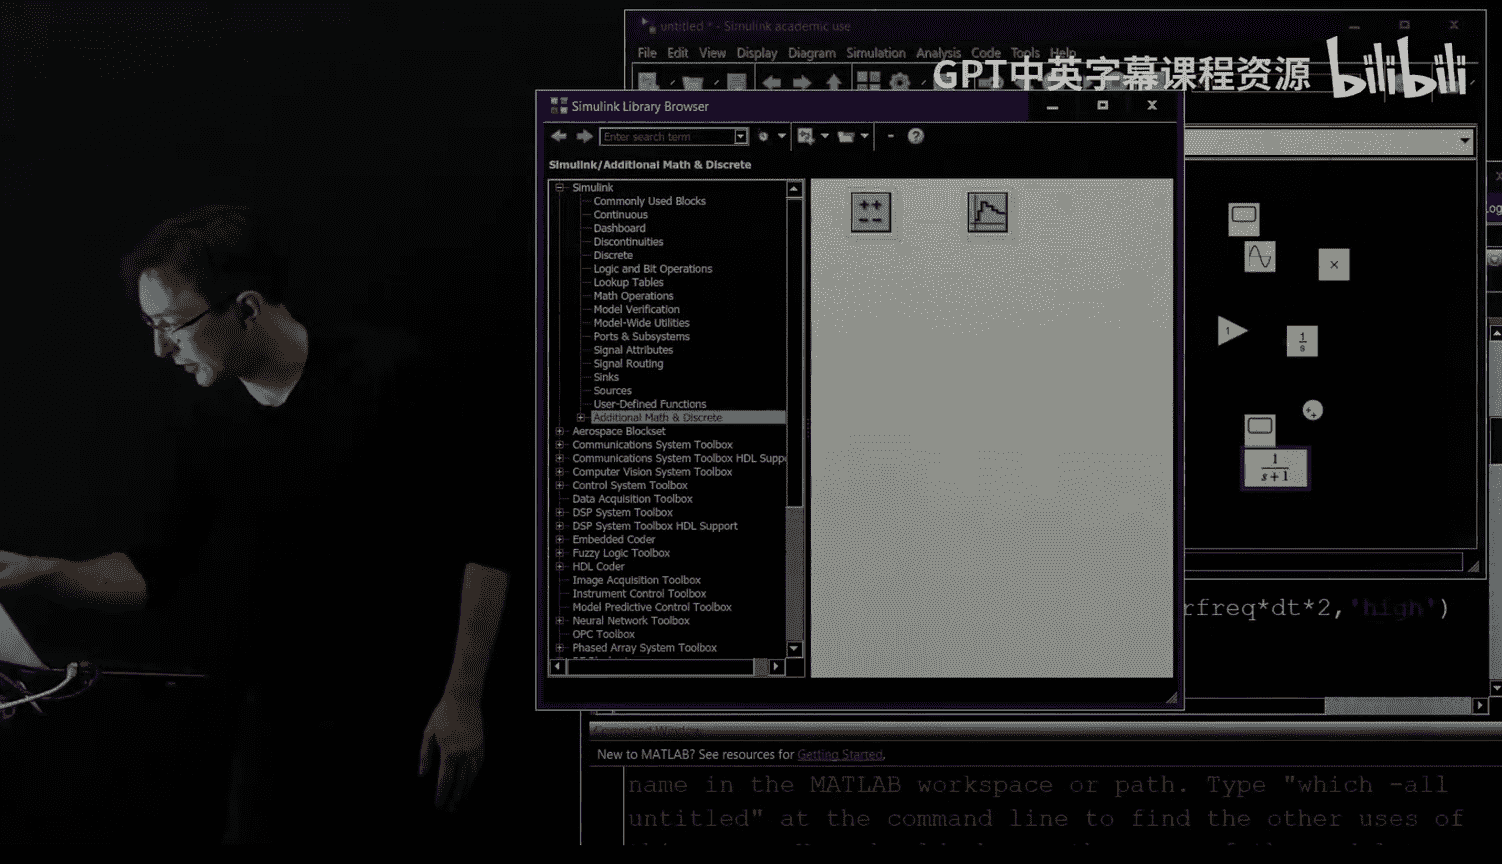 untitled * - Simulink academic use
File Edit View Display Diagram Simulation Analysis Code Tools Help
GPT中英字幕课程资源 bilibili
Simulink Library Browser
Enter search term
Simulink/Additional Math & Discrete
Simulink
Commonly Used Blocks
Continuous
Dashboard
Discontinuities
Discrete
Logic and Bit Operations
Lookup Tables
Math Operations
Model Verification
Model-Wide Utilities
Ports & Subsystems
Signal Attributes
Signal Routing
Sinks
Sources
User-Defined Functions
Additional Math & Discrete
Aerospace Blockset
Communications System Toolbox
Communications System Toolbox HDL Suppo
Computer Vision System Toolbox
Control System Toolbox
Data Acquisition Toolbox
DSP System Toolbox
DSP System Toolbox HDL Support
Embedded Coder
Fuzzy Logic Toolbox
HDL Coder
Image Acquisition Toolbox
Instrument Control Toolbox
Model Predictive Control Toolbox
Neural Network Toolbox
OPC Toolbox
Phased Array System Toolbox
×
1
1
s
1
s+1
rfreq*dt*2,'high')
New to MATLAB? See resources for Getting Started.
name in the MATLAB workspace or path. Type "which -all
untitled" at the command line to find the other uses of